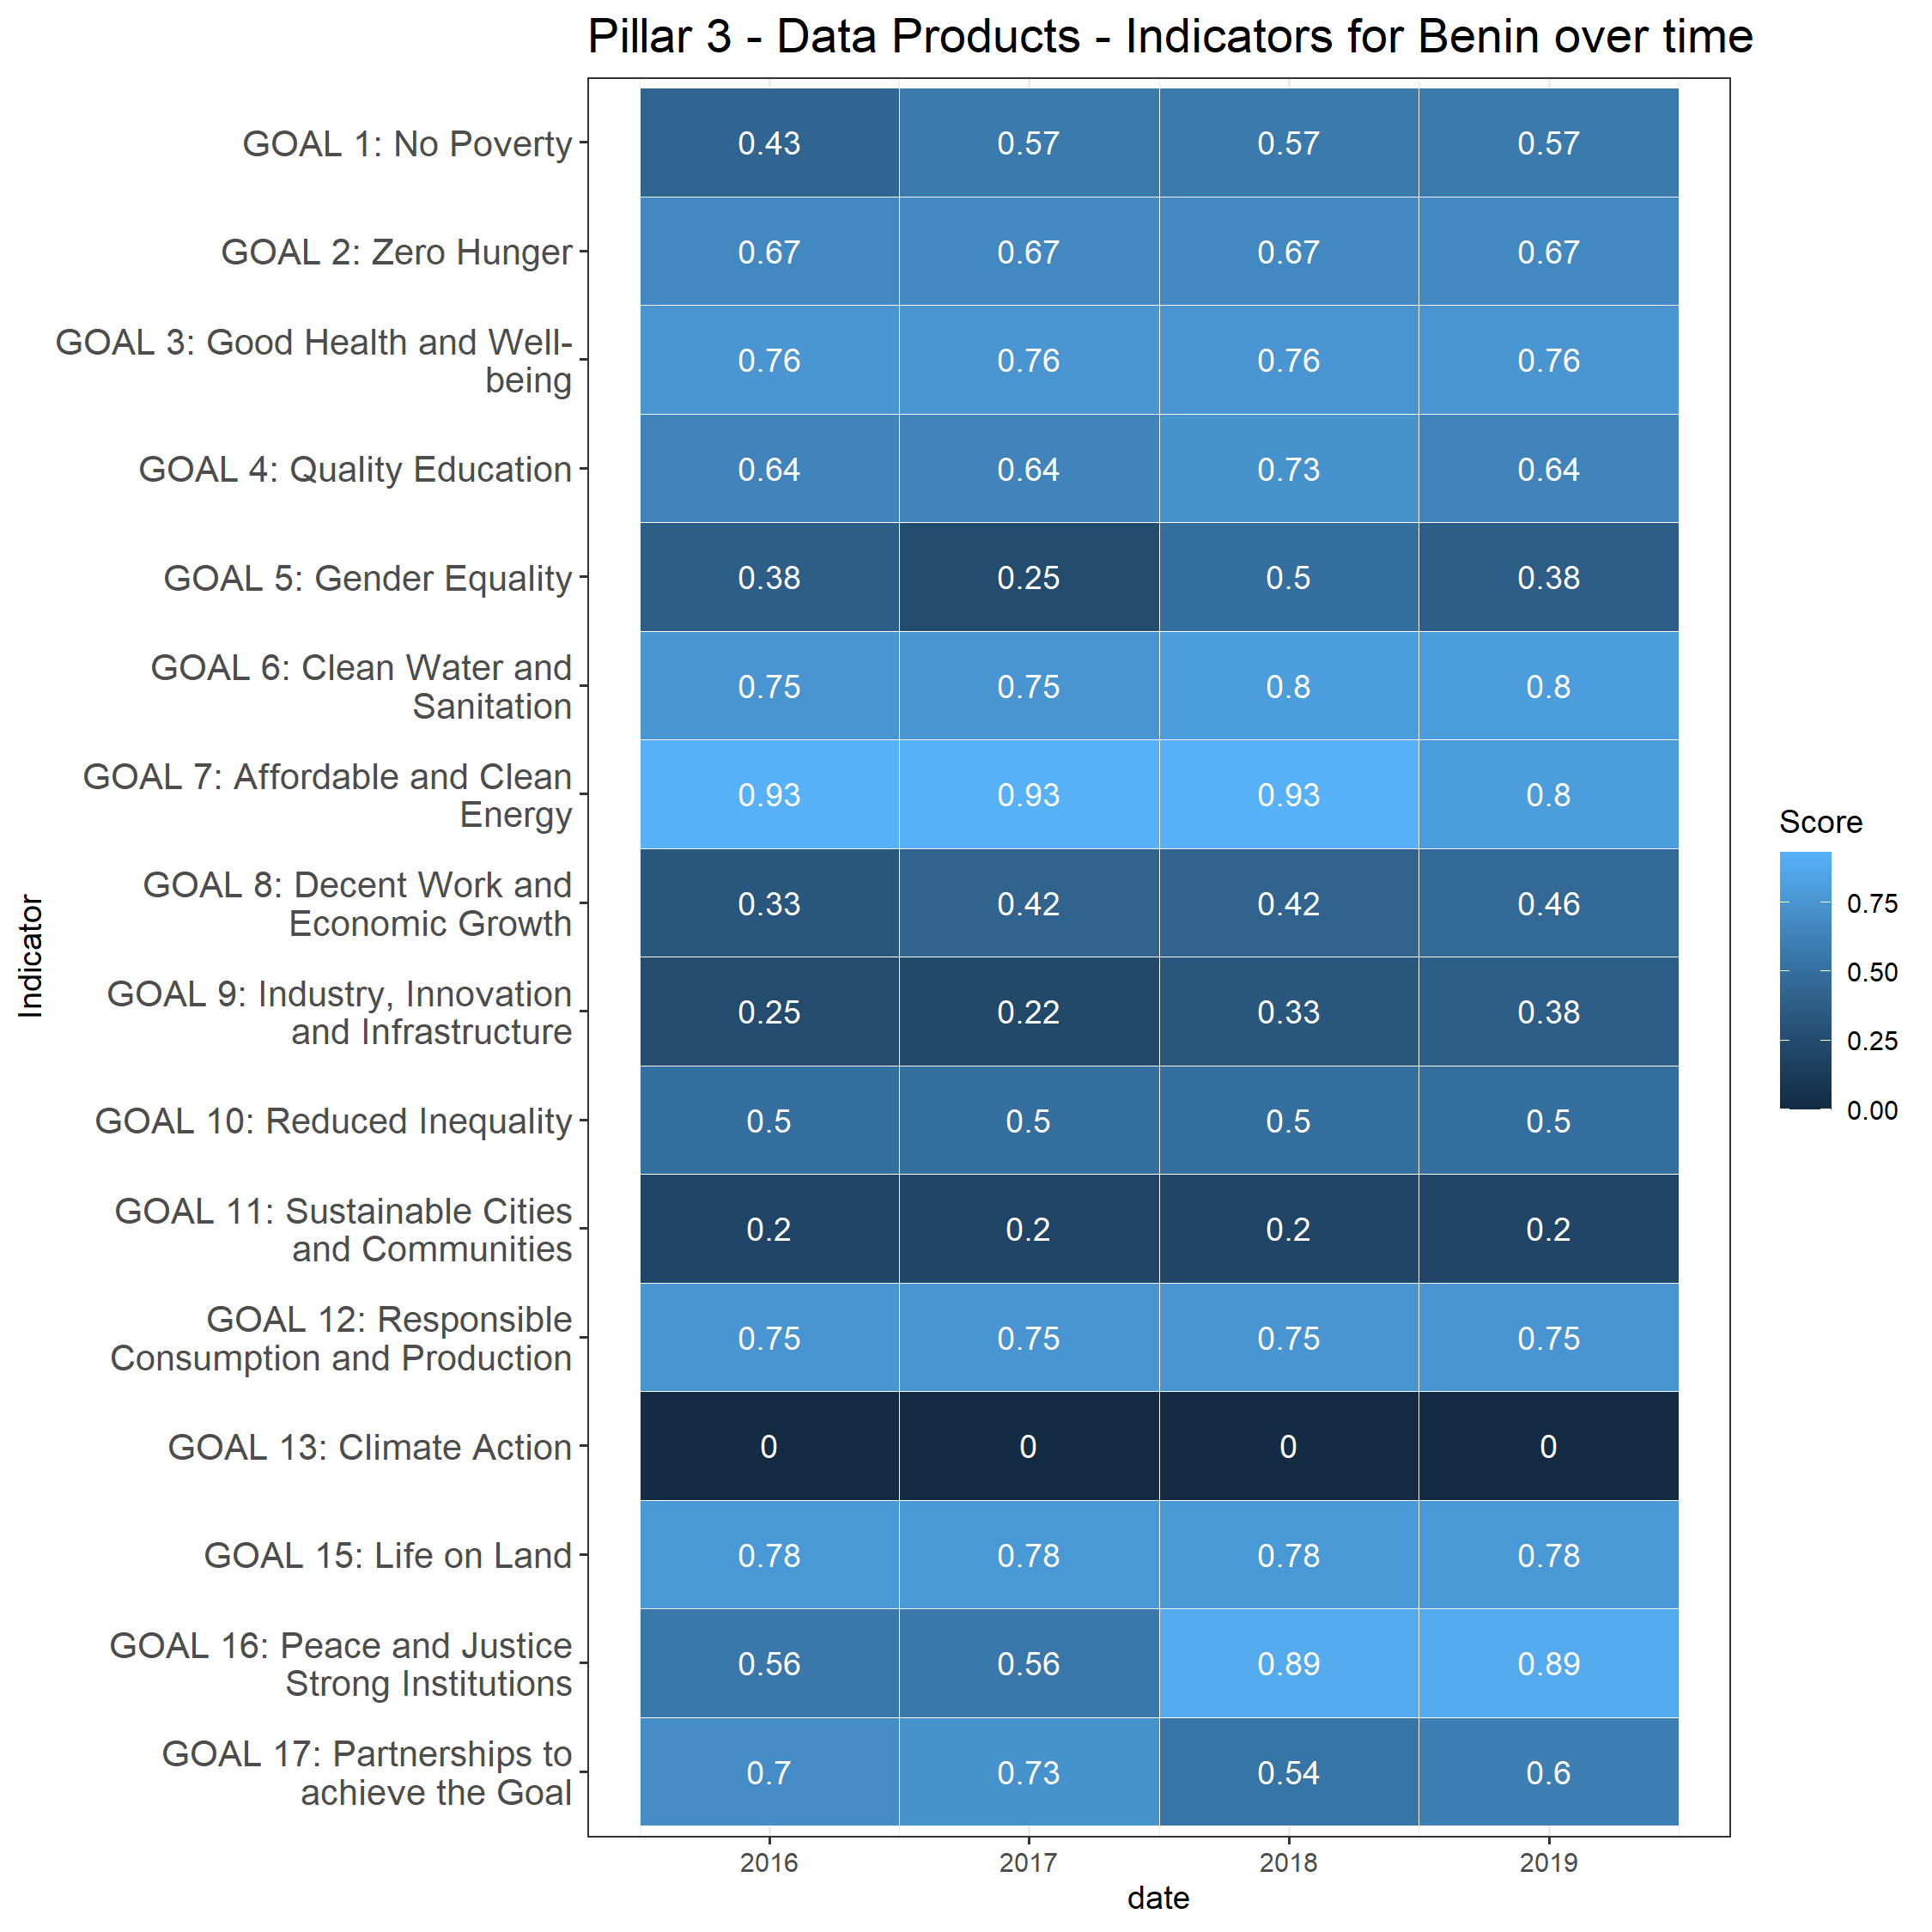 Pillar 3 - Data Products - Indicators for Benin over time
GOAL 1: No Poverty
0.43 0.57 0.57 0.57
GOAL 2: Zero Hunger
0.67 0.67 0.67 0.67
GOAL 3: Good Health and Well-
being
0.76 0.76 0.76 0.76
GOAL 4: Quality Education
0.64 0.64 0.73 0.64
GOAL 5: Gender Equality
0.38 0.25 0.5 0.38
GOAL 6: Clean Water and
Sanitation
0.75 0.75 0.8 0.8
GOAL 7: Affordable and Clean
Energy
0.93 0.93 0.93 0.8
GOAL 8: Decent Work and
Economic Growth
0.33 0.42 0.42 0.46
GOAL 9: Industry, Innovation
and Infrastructure
0.25 0.22 0.33 0.38
GOAL 10: Reduced Inequality
0.5 0.5 0.5 0.5
GOAL 11: Sustainable Cities
and Communities
0.2 0.2 0.2 0.2
GOAL 12: Responsible
Consumption and Production
0.75 0.75 0.75 0.75
GOAL 13: Climate Action
0 0 0 0
GOAL 15: Life on Land
0.78 0.78 0.78 0.78
GOAL 16: Peace and Justice
Strong Institutions
0.56 0.56 0.89 0.89
GOAL 17: Partnerships to
achieve the Goal
0.7 0.73 0.54 0.6
2016 2017 2018 2019
date
Indicator
Score
0.75
0.50
0.25
0.00